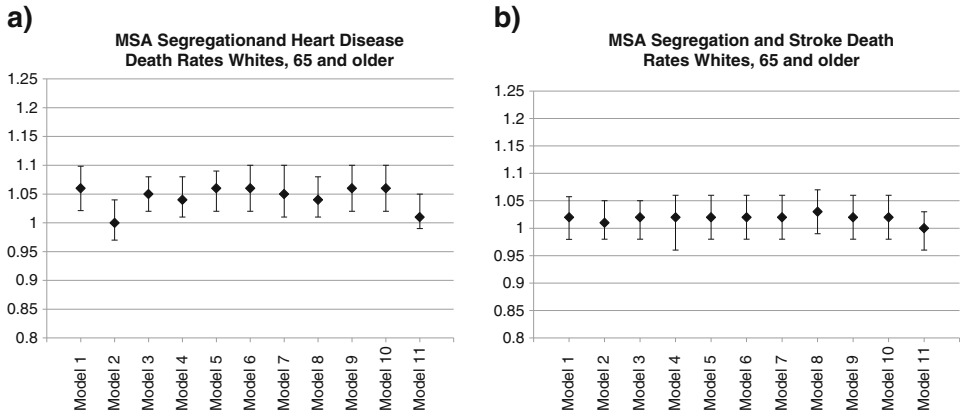 a)
MSA Segregationand Heart Disease
Death Rates Whites, 65 and older
1.25
1.2
1.15
1.1
1.05
1
0.95
0.9
0.85
0.8
Model 1
Model 2
Model 3
Model 4
Model 5
Model 6
Model 7
Model 8
Model 9
Model 10
Model 11
b)
MSA Segregation and Stroke Death
Rates Whites, 65 and older
1.25
1.2
1.15
1.1
1.05
1
0.95
0.9
0.85
0.8
Model 1
Model 2
Model 3
Model 4
Model 5
Model 6
Model 7
Model 8
Model 9
Model 10
Model 11